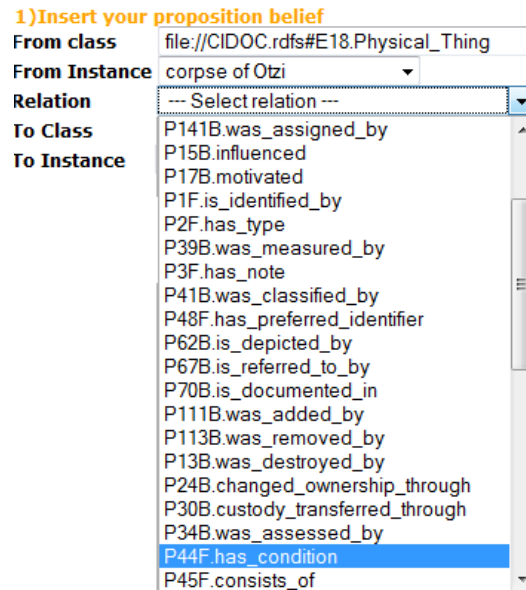 1)Insert your proposition belief
From class file://CIDOC.rdfs#E18.Physical_Thing
From Instance corpse of Otzi
Relation --- Select relation ---
To Class
To Instance
P141B.was_assigned_by
P15B.influenced
P17B.motivated
P1F.is_identified_by
P2F.has_type
P39B.was_measured_by
P3F.has_note
P41B.was_classified_by
P48F.has_preferred_identifier
P62B.is_depicted_by
P67B.is_referred_to_by
P70B.is_documented_in
P111B.was_added_by
P113B.was_removed_by
P13B.was_destroyed_by
P24B.changed_ownership_through
P30B.custody_transferred_through
P34B.was_assessed_by
P44F.has_condition
P45F.consists_of